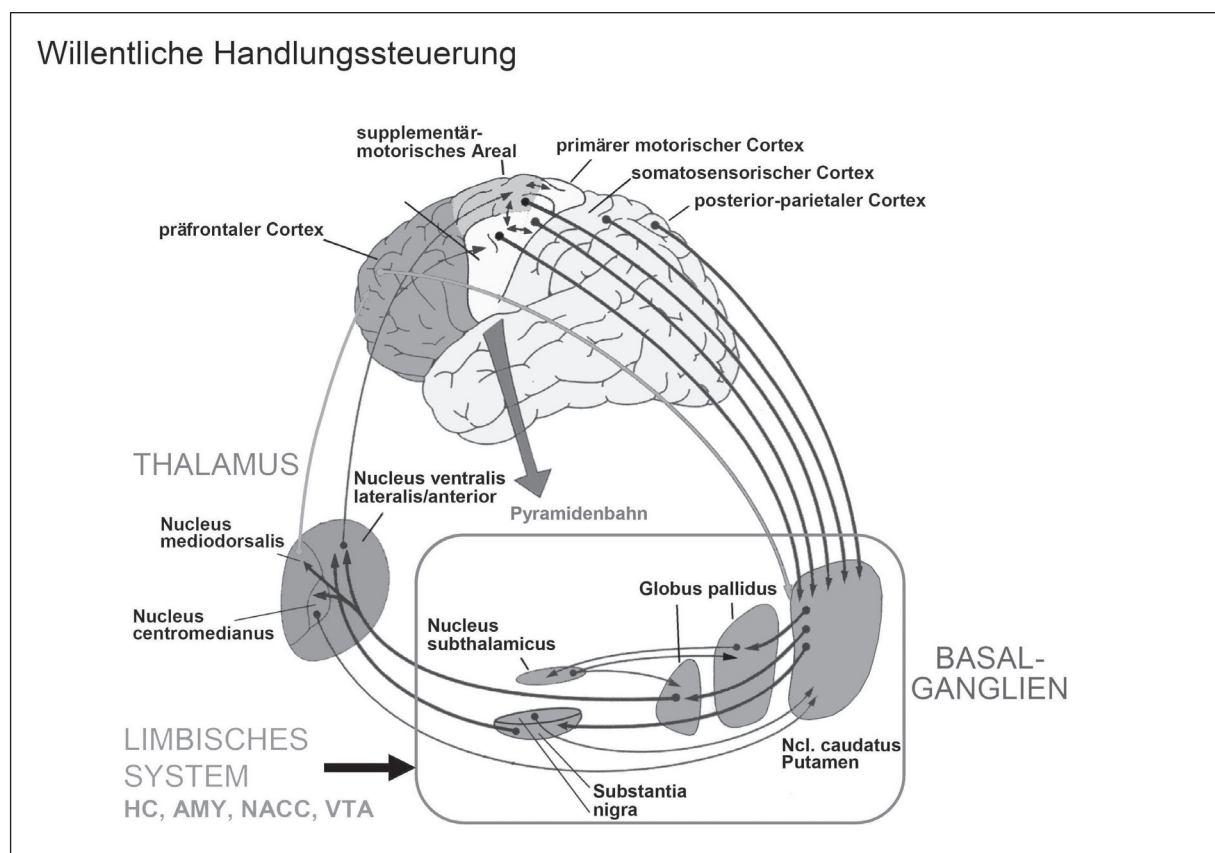 Willentliche Handlungssteuerung
supplementär-
motorisches Areal
primärer motorischer Cortex
somatosensorischer Cortex
posterior-parietaler Cortex
präfrontaler Cortex
THALAMUS
Nucleus ventralis
lateralis/anterior
Pyramidenbahn
Nucleus
mediodorsalis
Nucleus
centromedianus
Globus pallidus
Nucleus
subthalamicus
BASAL-
GANGLIEN
LIMBISCHES
SYSTEM
HC, AMY, NACC, VTA
Ncl. caudatus
Putamen
Substantia
nigra